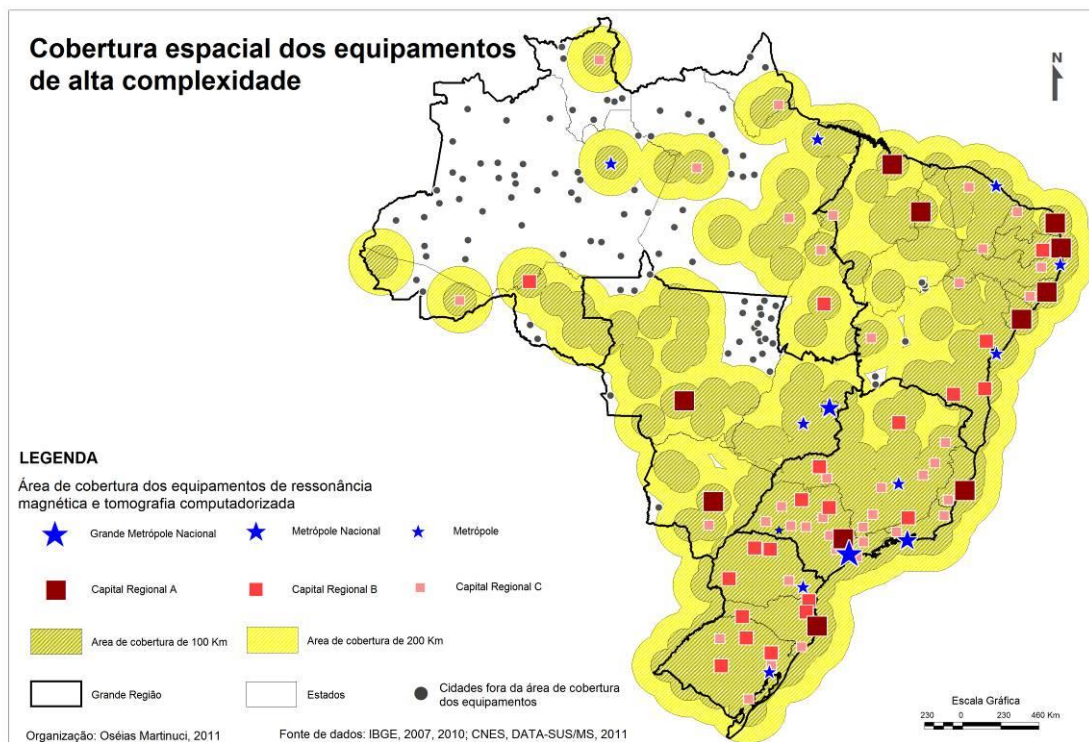 Cobertura espacial dos equipamentos
de alta complexidade
N
LEGENDA
Área de cobertura dos equipamentos de ressonância
magnética e tomografia computadorizada
Grande Metrópole Nacional
Metrópole Nacional
Metrópole
Capital Regional A
Capital Regional B
Capital Regional C
Area de cobertura de 100 Km
Area de cobertura de 200 Km
Grande Região
Estados
Cidades fora da área de cobertura
dos equipamentos
Escala Gráfica
230 0 230 460 Km
Organização: Oséias Martinuci, 2011
Fonte de dados: IBGE, 2007, 2010; CNES, DATA-SUS/MS, 2011